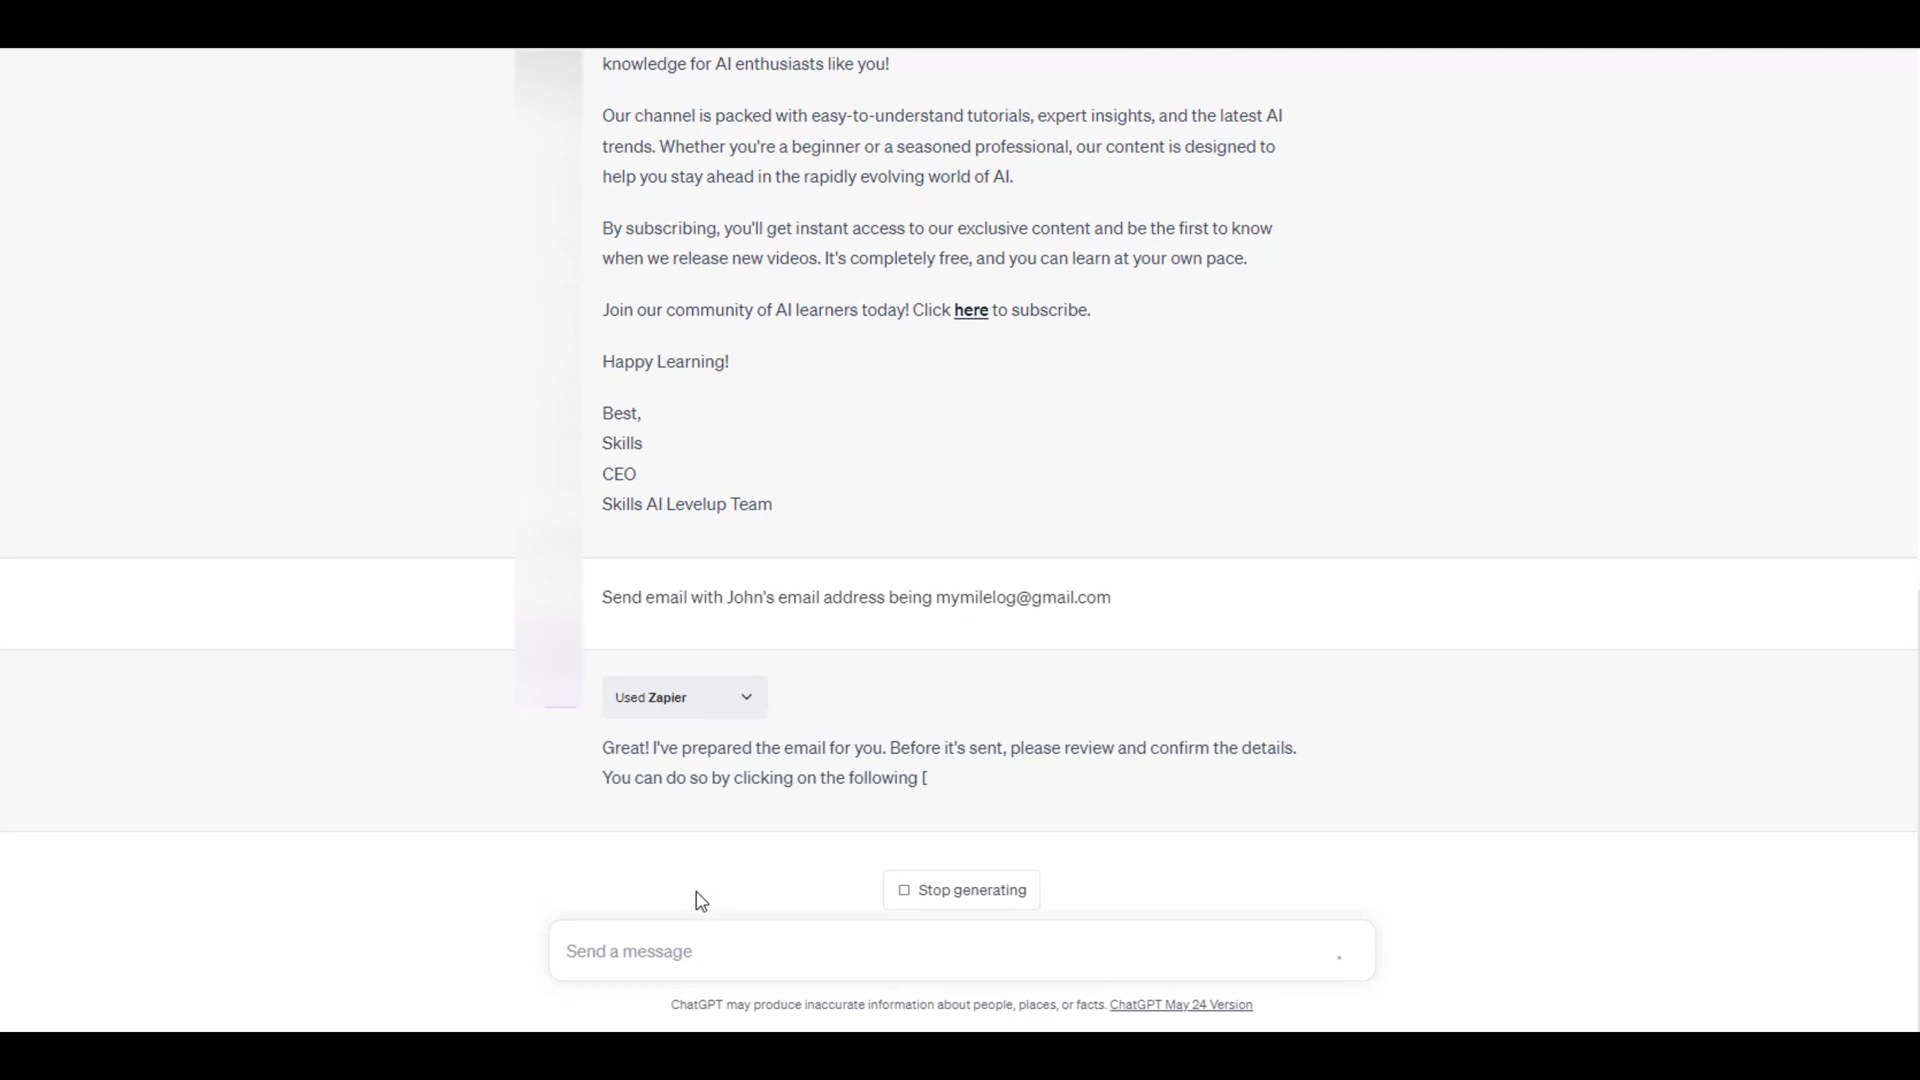 knowledge for AI enthusiasts like you!
Our channel is packed with easy-to-understand tutorials, expert insights, and the latest AI
trends. Whether you're a beginner or a seasoned professional, our content is designed to
help you stay ahead in the rapidly evolving world of AI.
By subscribing, you'll get instant access to our exclusive content and be the first to know
when we release new videos. It's completely free, and you can learn at your own pace.
Join our community of AI learners today! Click here to subscribe.
Happy Learning!
Best,
Skills
CEO
Skills AI Levelup Team
Send email with John's email address being mymilelog@gmail.com
Used Zapier
Great! I've prepared the email for you. Before it's sent, please review and confirm the details.
You can do so by clicking on the following [
Stop generating
Send a message
ChatGPT may produce inaccurate information about people, places, or facts. ChatGPT May 24 Version